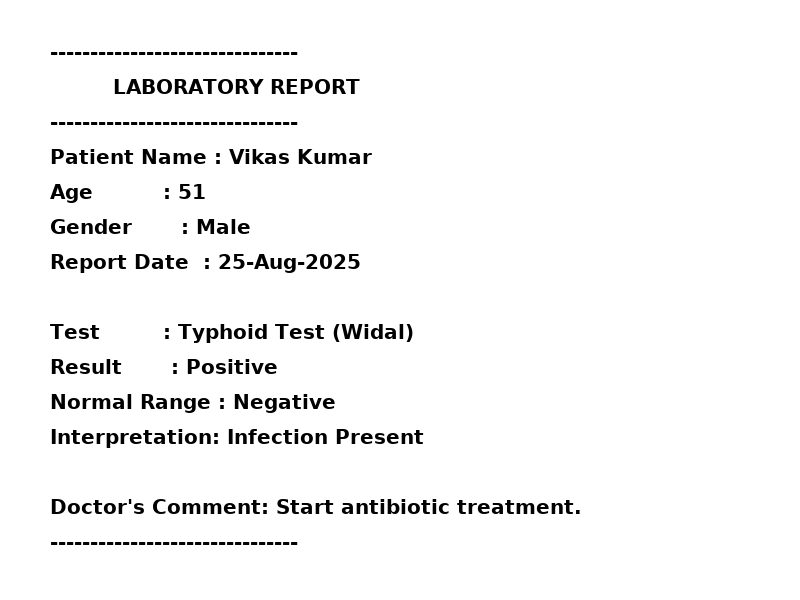 -------------------------------
LABORATORY REPORT
-------------------------------
Patient Name : Vikas Kumar
Age : 51
Gender : Male
Report Date : 25-Aug-2025
Test : Typhoid Test (Widal)
Result : Positive
Normal Range : Negative
Interpretation: Infection Present
Doctor's Comment: Start antibiotic treatment.
-------------------------------